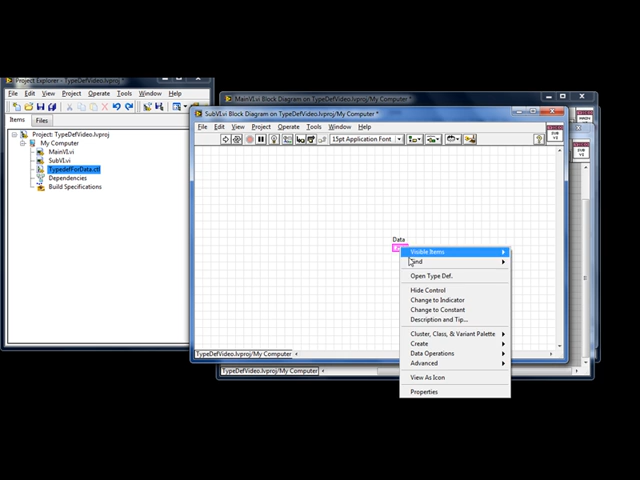 Project Explorer - TypeDefVideo.lvproj *
File Edit View Project Operate Tools Window Help
Items Files
Project: TypeDefVideo.lvproj
My Computer
MainVI.vi
SubVI.vi
TypedefForData.ctl
Dependencies
Build Specifications
MainVI.vi Block Diagram on TypeDefVideo.lvproj/My Computer *
SubVI.vi Block Diagram on TypeDefVideo.lvproj/My Computer *
File Edit View Project Operate Tools Window Help
15pt Application Font
SUB
VI
Data
Visible Items
Find
Open Type Def.
Hide Control
Change to Indicator
Change to Constant
Description and Tip...
Cluster, Class, & Variant Palette
Create
Data Operations
Advanced
View As Icon
Properties
TypeDefVideo.lvproj/My Computer
TypeDefVideo.lvproj/My Computer